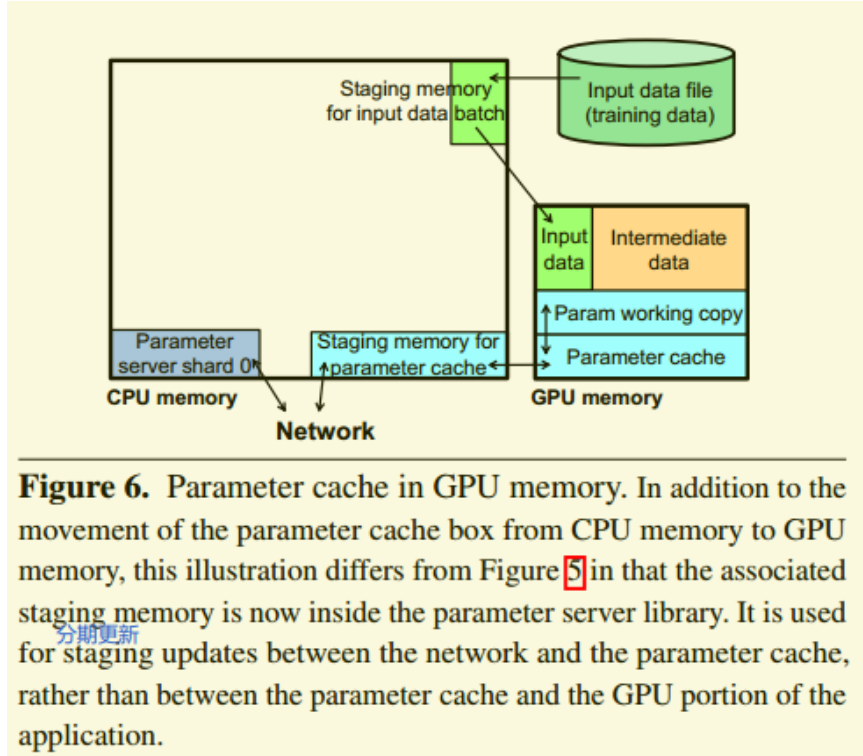 Staging memory
for input data batch
Input data file
(training data)
Input
data
Intermediate
data
Param working copy
Parameter cache
Parameter
server shard 0
Staging memory for
parameter cache
CPU memory
GPU memory
Network
Figure 6. Parameter cache in GPU memory. In addition to the
movement of the parameter cache box from CPU memory to GPU
memory, this illustration differs from Figure 5 in that the associated
staging memory is now inside the parameter server library. It is used
分期更新
for staging updates between the network and the parameter cache,
rather than between the parameter cache and the GPU portion of the
application.